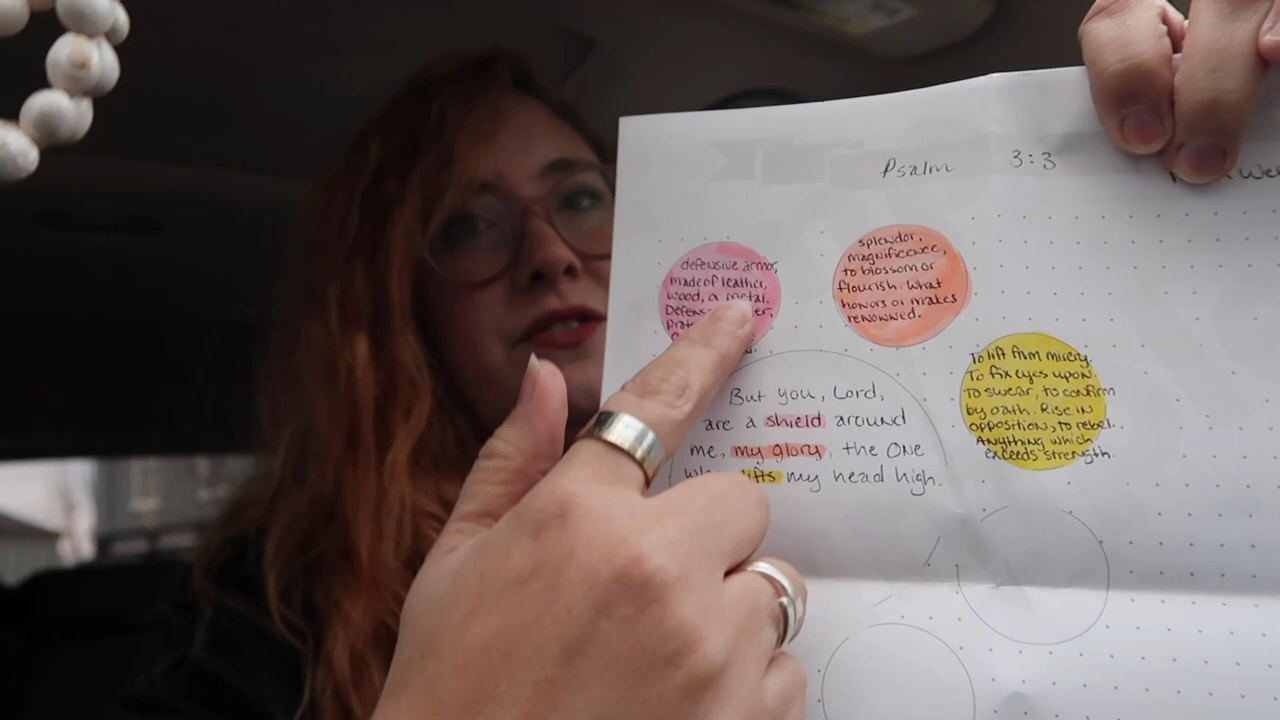 Psalm 3:3
defensive armor,
made of leather,
wood, or metal.
splendor,
magnificence,
to blossom or
flourish. What
honors or makes
renowned.
To lift from misery.
To fix eyes upon.
To swear, to confirm
by oath. Rise in
opposition, to rebel.
Anything which
exceeds strength.
But you, Lord,
are a shield around
me, my glory, the ONE
lifts my head high.